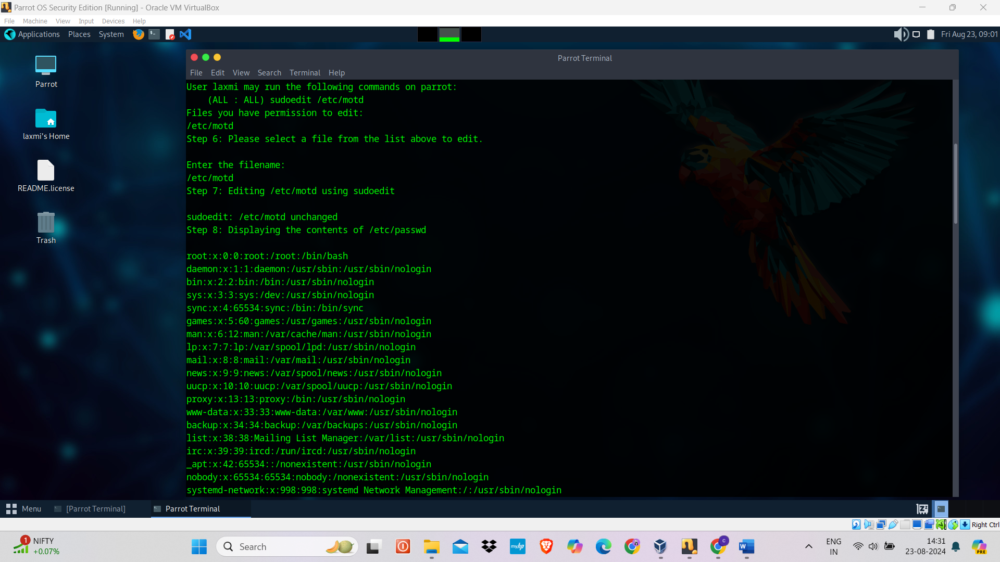 Parrot OS Security Edition [Running] - Oracle VM VirtualBox
File Machine View Input Devices Help
Applications Places System
Fri Aug 23, 09:01
Parrot
laxmi's Home
README.license
Trash
Parrot Terminal
File Edit View Search Terminal Help
User laxmi may run the following commands on parrot:
(ALL : ALL) sudoedit /etc/motd
Files you have permission to edit:
/etc/motd
Step 6: Please select a file from the list above to edit.
Enter the filename:
/etc/motd
Step 7: Editing /etc/motd using sudoedit
sudoedit: /etc/motd unchanged
Step 8: Displaying the contents of /etc/passwd
root:x:0:0:root:/root:/bin/bash
daemon:x:1:1:daemon:/usr/sbin:/usr/sbin/nologin
bin:x:2:2:bin:/bin:/usr/sbin/nologin
sys:x:3:3:sys:/dev:/usr/sbin/nologin
sync:x:4:65534:sync:/bin:/bin/sync
games:x:5:60:games:/usr/games:/usr/sbin/nologin
man:x:6:12:man:/var/cache/man:/usr/sbin/nologin
lp:x:7:7:lp:/var/spool/lpd:/usr/sbin/nologin
mail:x:8:8:mail:/var/mail:/usr/sbin/nologin
news:x:9:9:news:/var/spool/news:/usr/sbin/nologin
uucp:x:10:10:uucp:/var/spool/uucp:/usr/sbin/nologin
proxy:x:13:13:proxy:/bin:/usr/sbin/nologin
www-data:x:33:33:www-data:/var/www:/usr/sbin/nologin
backup:x:34:34:backup:/var/backups:/usr/sbin/nologin
list:x:38:38:Mailing List Manager:/var/list:/usr/sbin/nologin
irc:x:39:39:ircd:/run/ircd:/usr/sbin/nologin
_apt:x:42:65534::/nonexistent:/usr/sbin/nologin
nobody:x:65534:65534:nobody:/nonexistent:/usr/sbin/nologin
systemd-network:x:998:998:systemd Network Management:/:/usr/sbin/nologin
Menu [Parrot Terminal] Parrot Terminal
Right Ctrl
1 NIFTY
+0.07%
Search
myhp
W
PRE
ENG
IN
14:31
23-08-2024